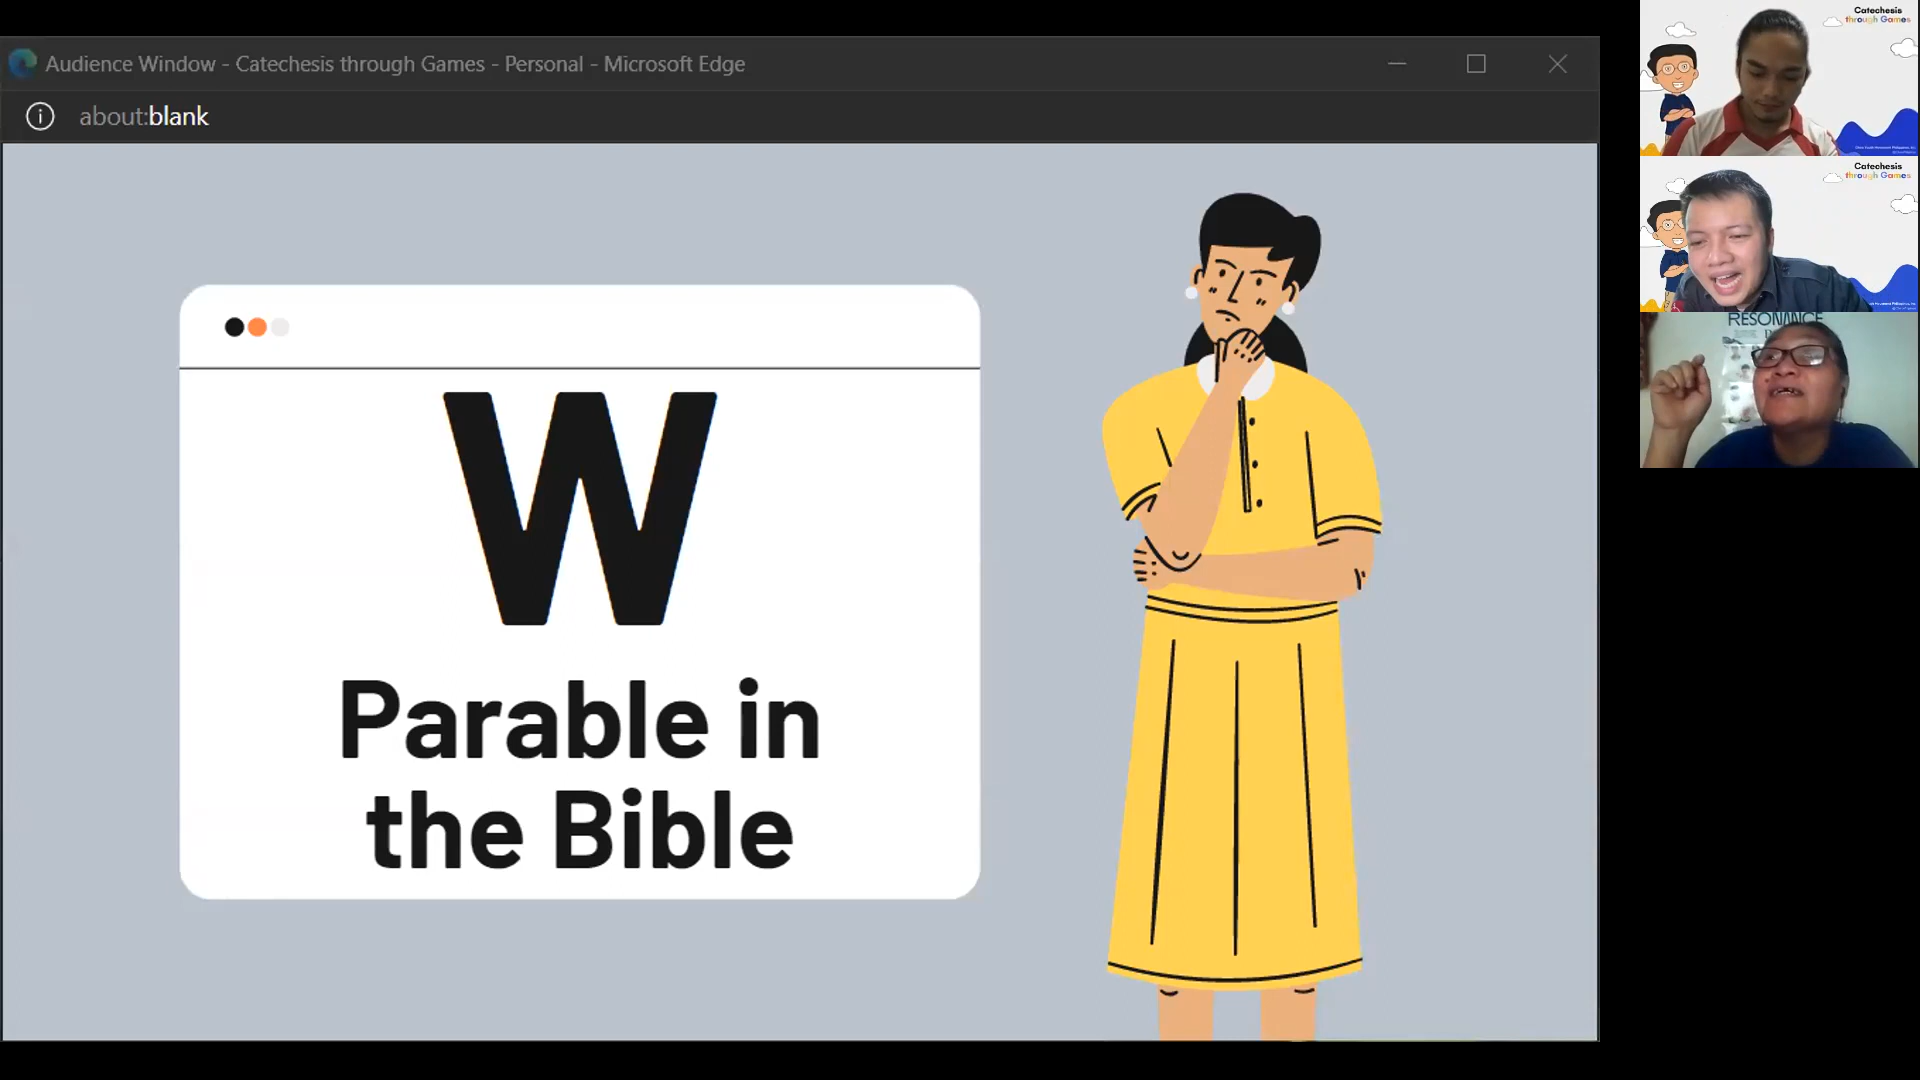 Audience Window - Catechesis through Games - Personal - Microsoft Edge
about:blank
W
Parable in
the Bible
Catechesis
through Games
Catechesis
through Games
RESONANCE